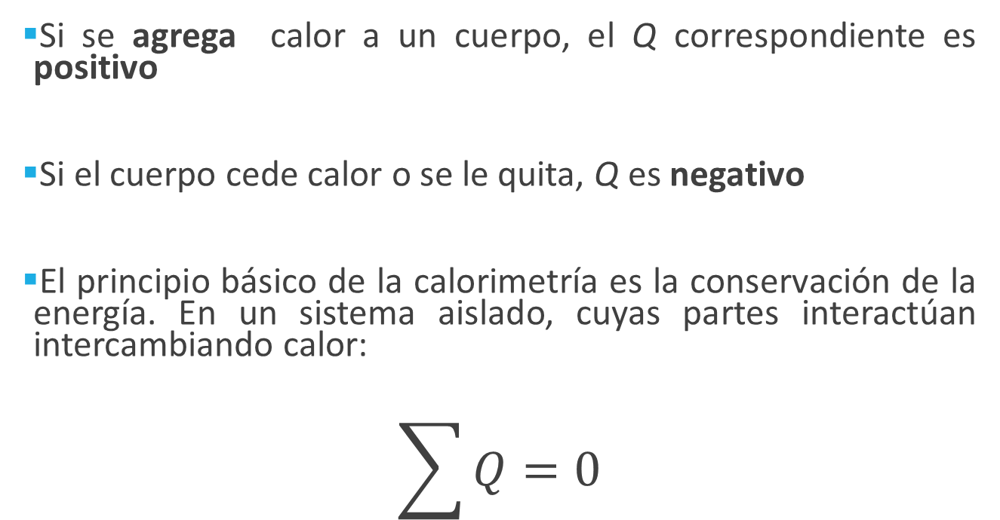 ▪Si se agrega calor a un cuerpo, el Q correspondiente es
positivo
▪Si el cuerpo cede calor o se le quita, Q es negativo
▪El principio básico de la calorimetría es la conservación de la
energía. En un sistema aislado, cuyas partes interactúan
intercambiando calor:
∑ Q = 0